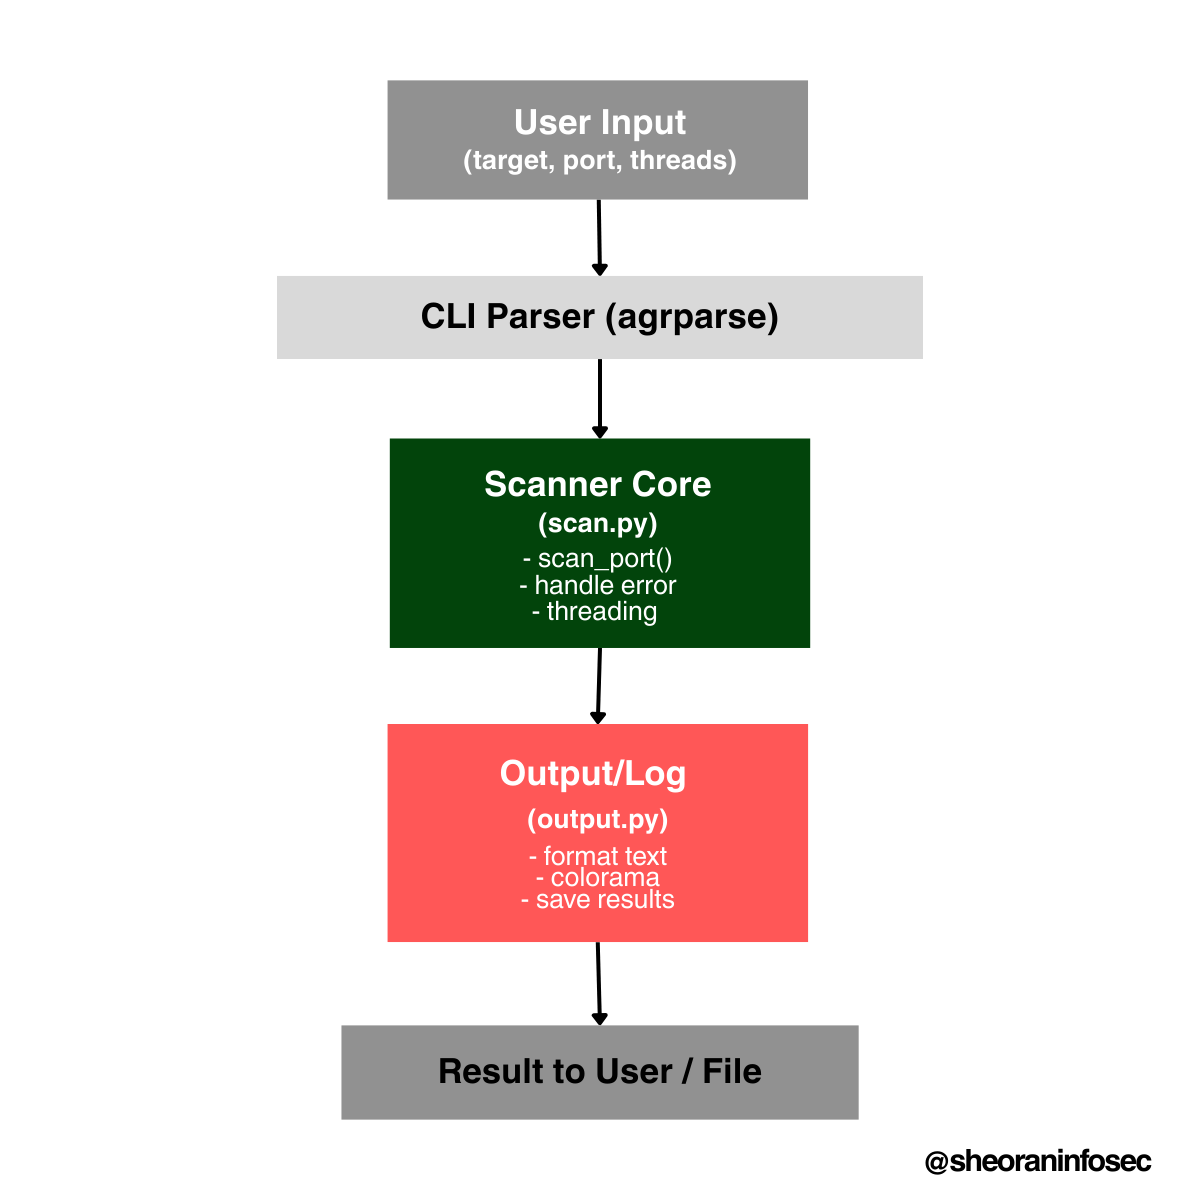 User Input
(target, port, threads)
CLI Parser (agrparse)
Scanner Core
(scan.py)
- scan_port()
- handle error
- threading
Output/Log
(output.py)
- format text
- colorama
- save results
Result to User / File
@sheoraninfosec